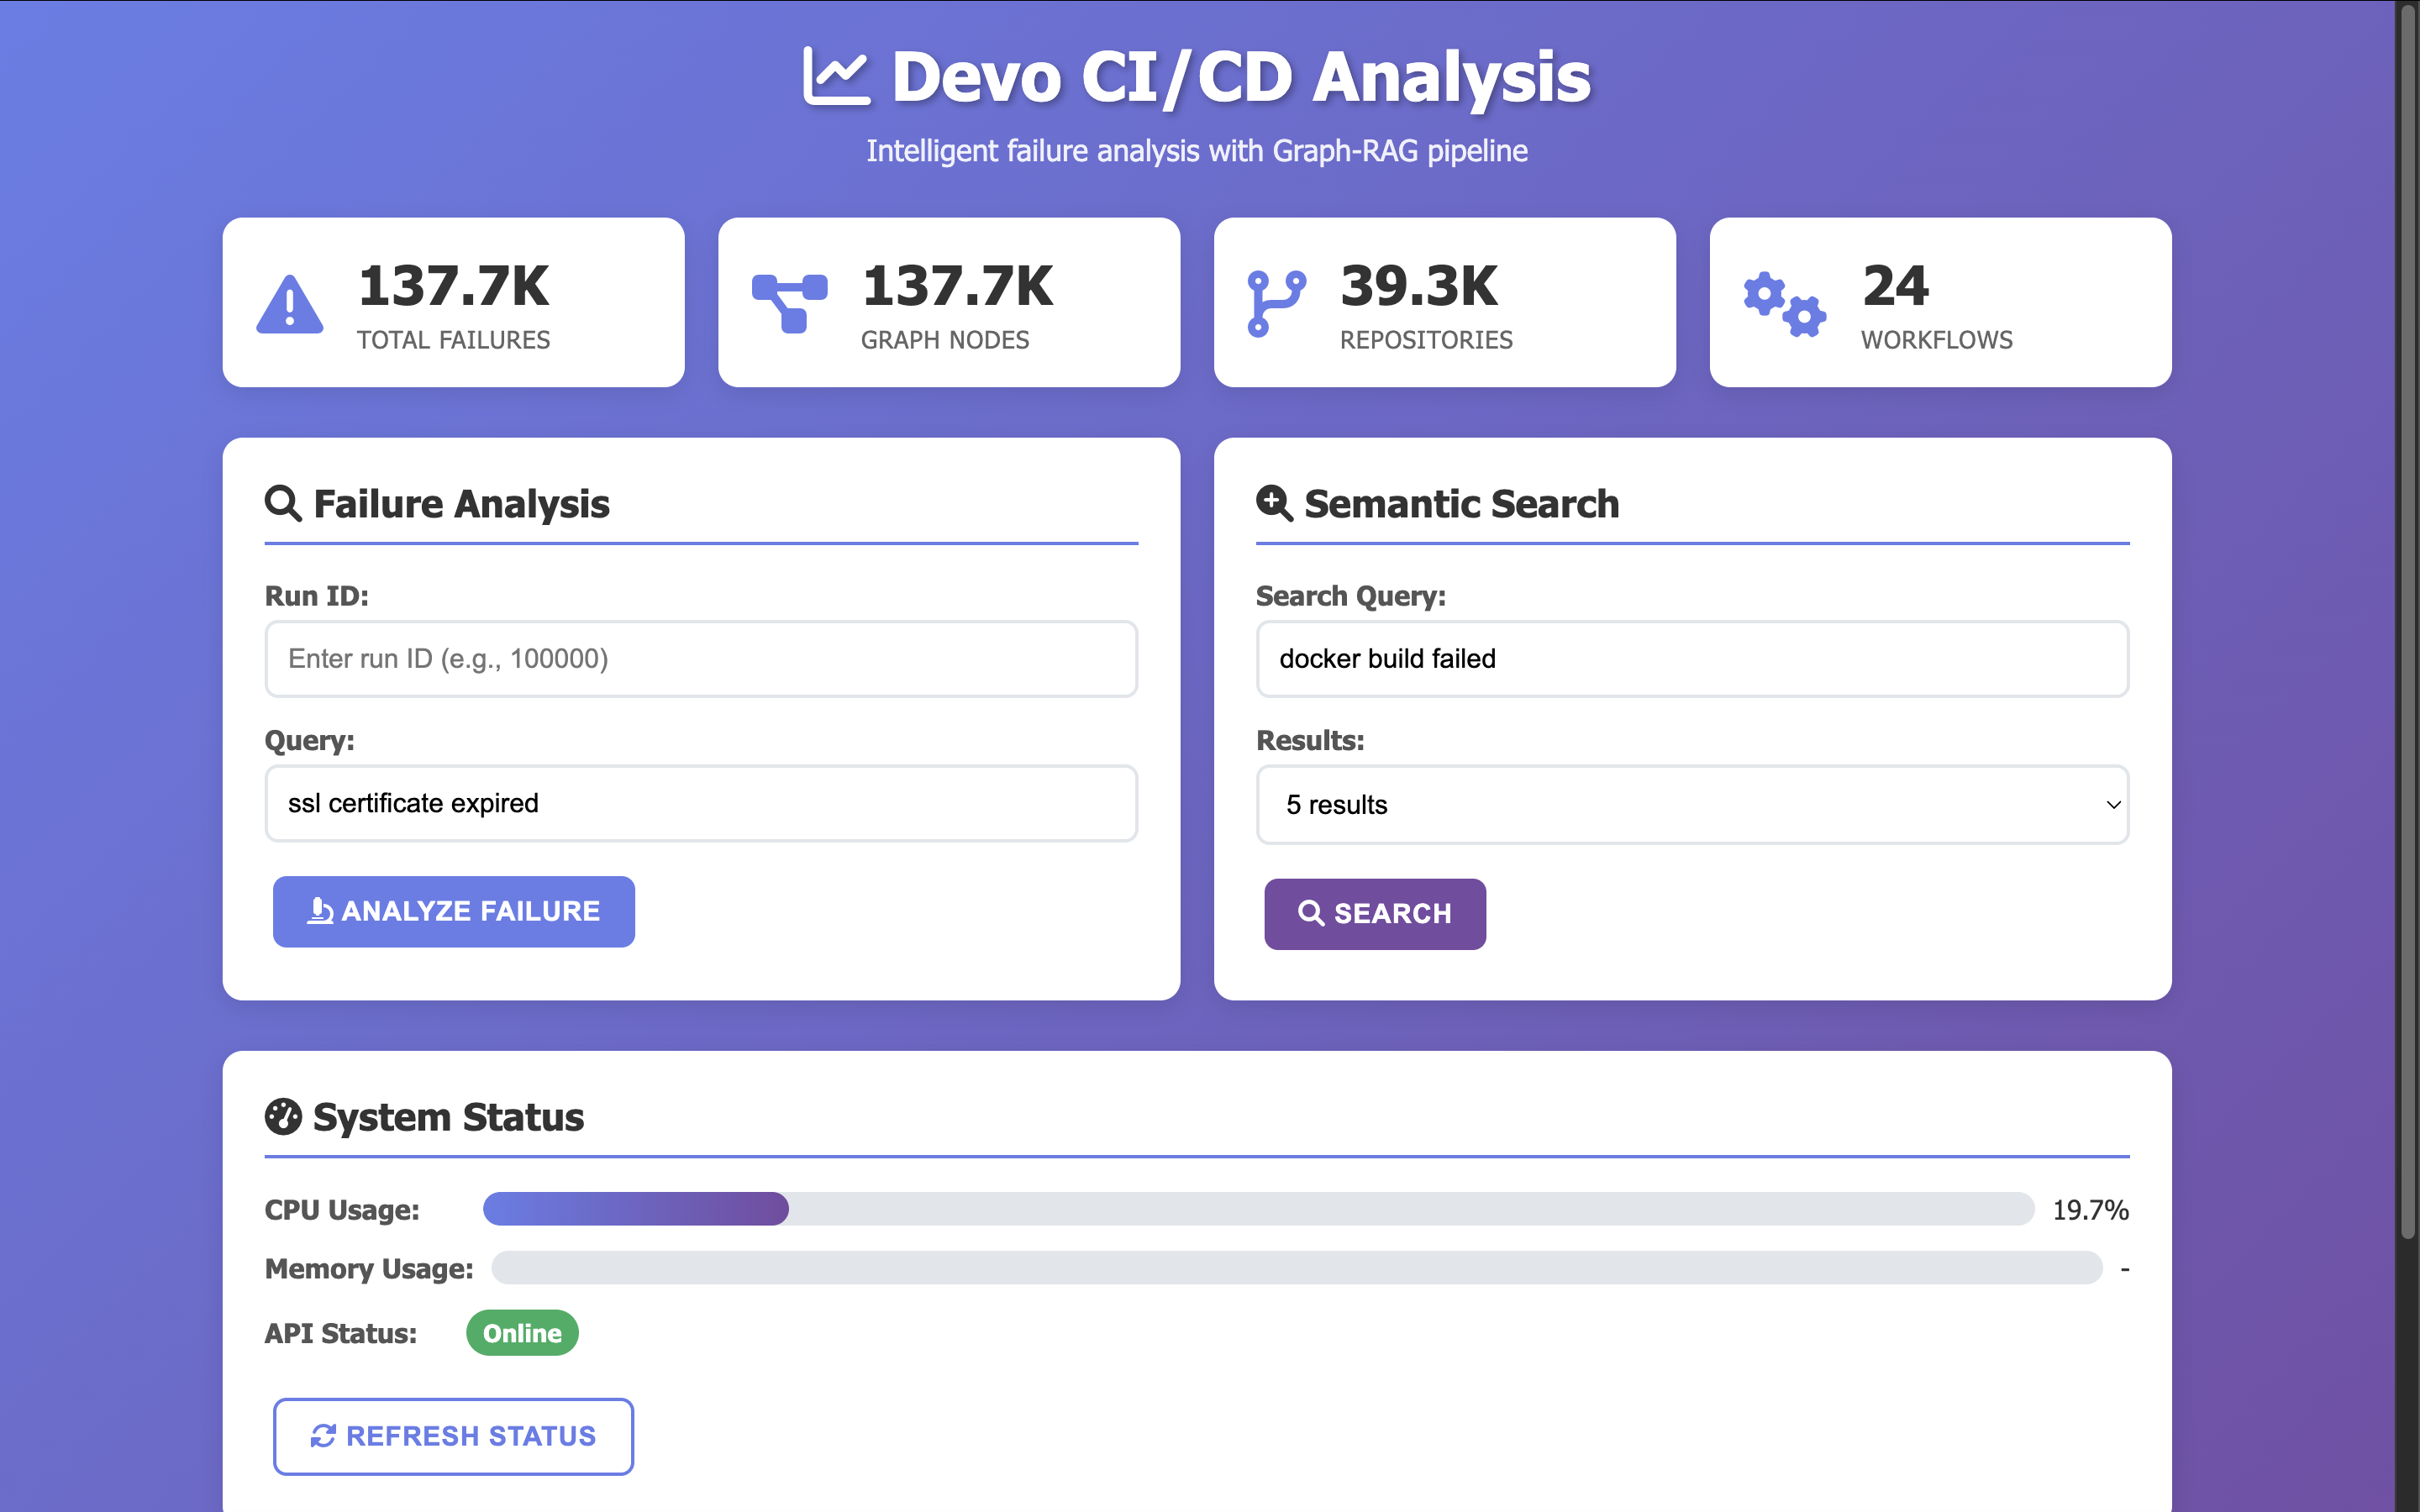 Devo CI/CD Analysis
Intelligent failure analysis with Graph-RAG pipeline
137.7K
TOTAL FAILURES
137.7K
GRAPH NODES
39.3K
REPOSITORIES
24
WORKFLOWS
Failure Analysis
Run ID:
Enter run ID (e.g., 100000)
Query:
ssl certificate expired
ANALYZE FAILURE
Semantic Search
Search Query:
docker build failed
Results:
5 results
SEARCH
System Status
CPU Usage: 19.7%
Memory Usage: -
API Status: Online
REFRESH STATUS